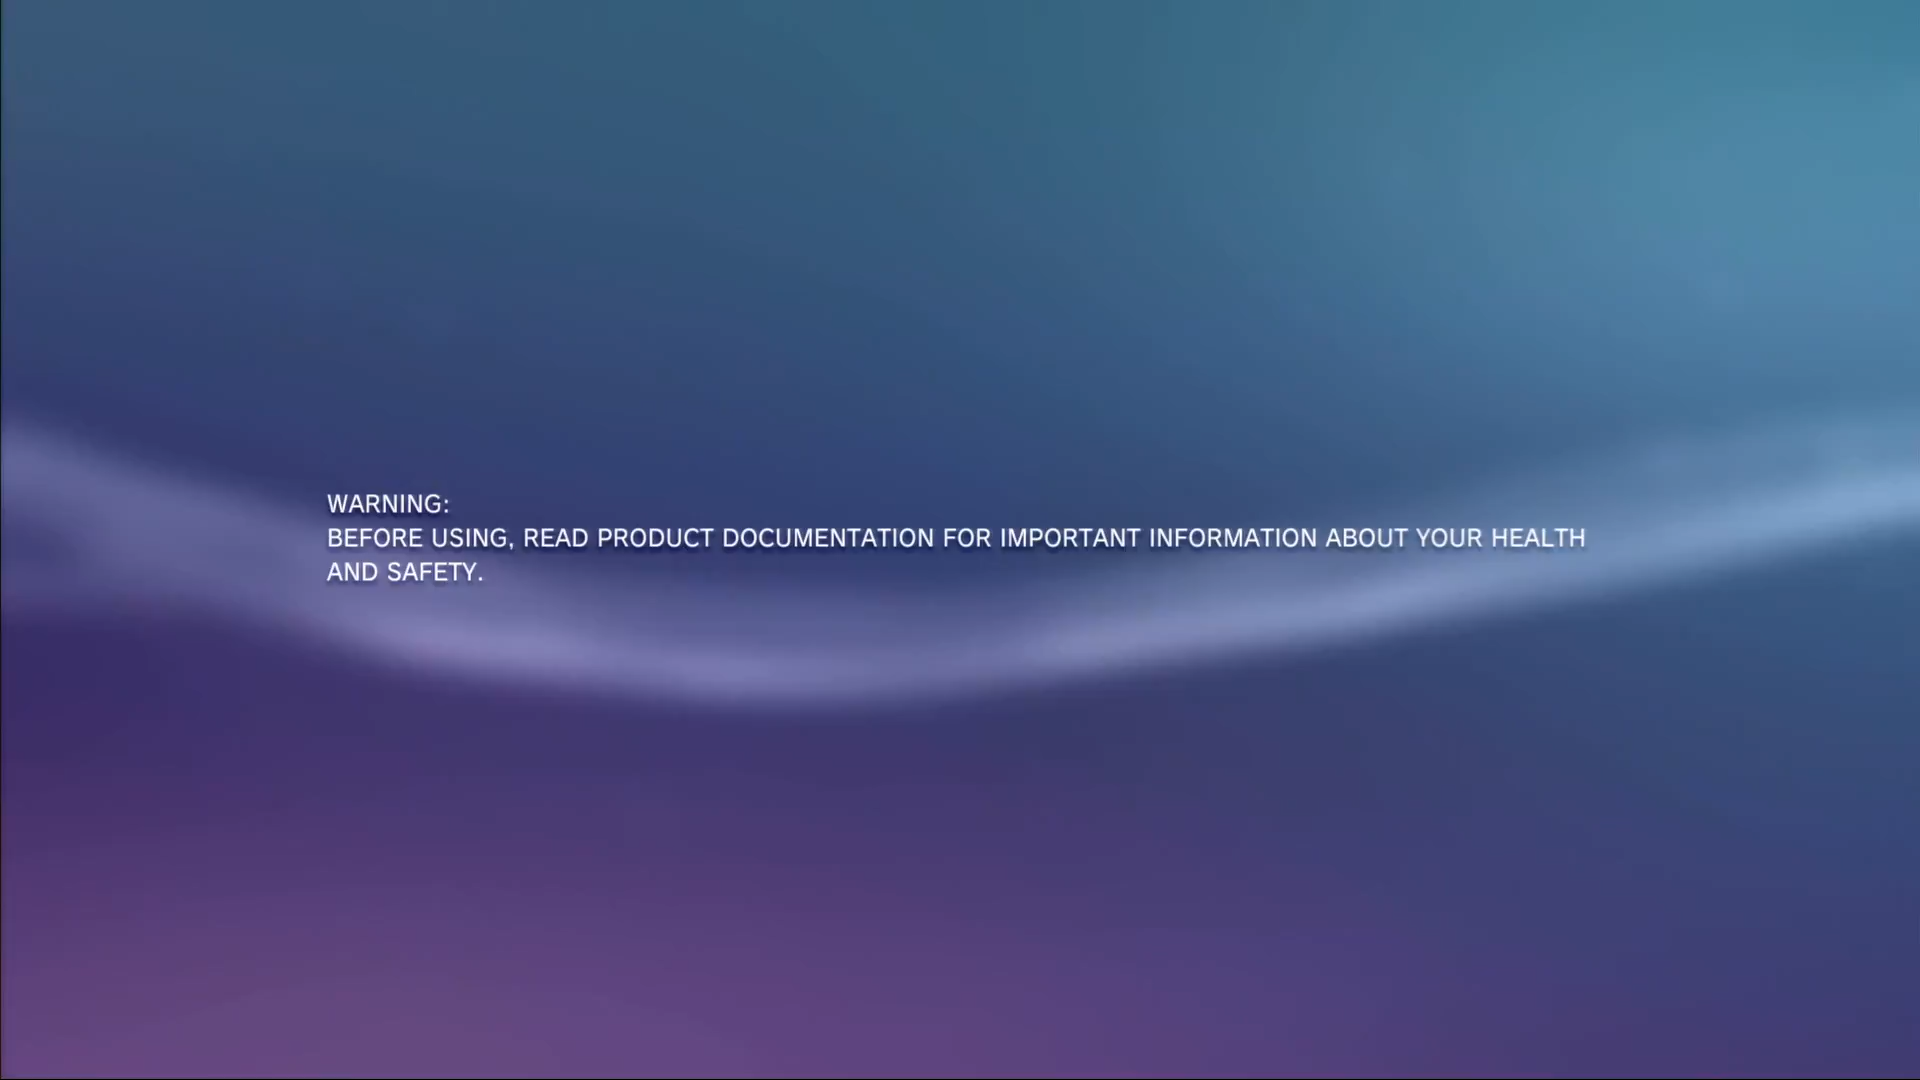 WARNING:
BEFORE USING, READ PRODUCT DOCUMENTATION FOR IMPORTANT INFORMATION ABOUT YOUR HEALTH
AND SAFETY.